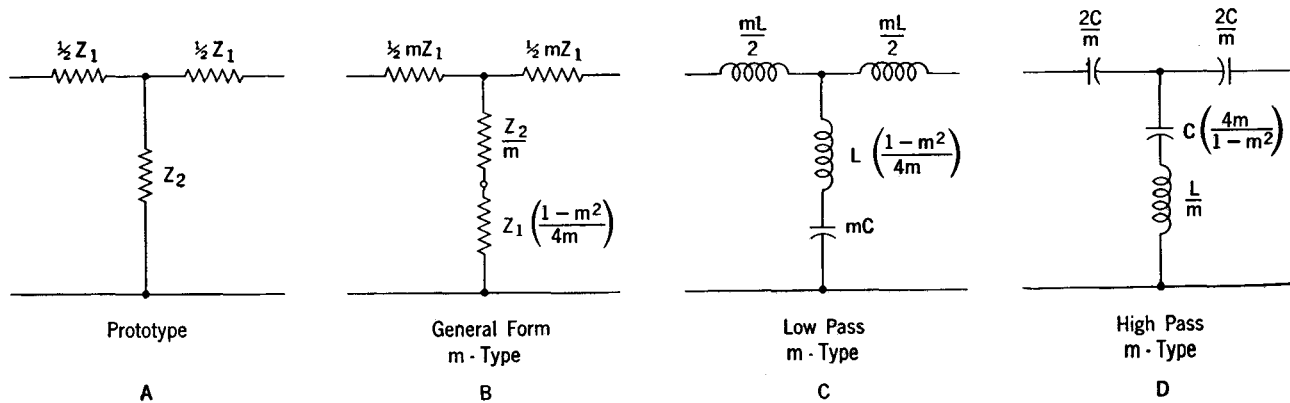 ½ Z₁ ½ Z₁
Z₂
Prototype
A
½ mZ₁ ½ mZ₁
Z₂/m
Z₁ (1 − m²/4m)
General Form
m - Type
B
mL/2 mL/2
L (1 − m²/4m)
mC
Low Pass
m - Type
C
2C/m 2C/m
C (4m/1 − m²)
L/m
High Pass
m - Type
D